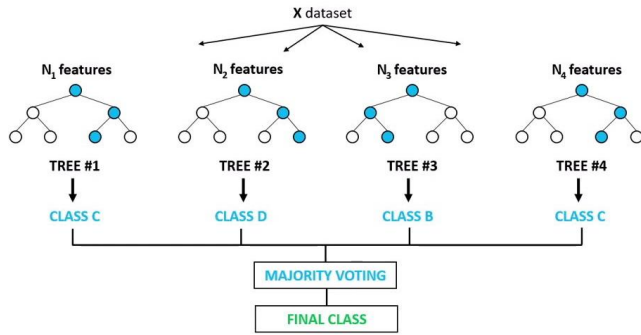 X dataset
N1 features N2 features N3 features N4 features
TREE #1 TREE #2 TREE #3 TREE #4
CLASS C CLASS D CLASS B CLASS C
MAJORITY VOTING
FINAL CLASS